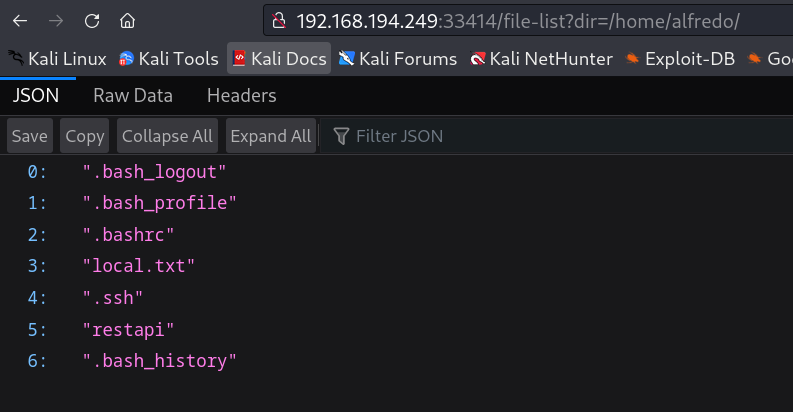 192.168.194.249:33414/file-list?dir=/home/alfredo/
Kali Linux Kali Tools Kali Docs Kali Forums Kali NetHunter Exploit-DB Goo
JSON Raw Data Headers
Save Copy Collapse All Expand All Filter JSON
0: ".bash_logout"
1: ".bash_profile"
2: ".bashrc"
3: "local.txt"
4: ".ssh"
5: "restapi"
6: ".bash_history"